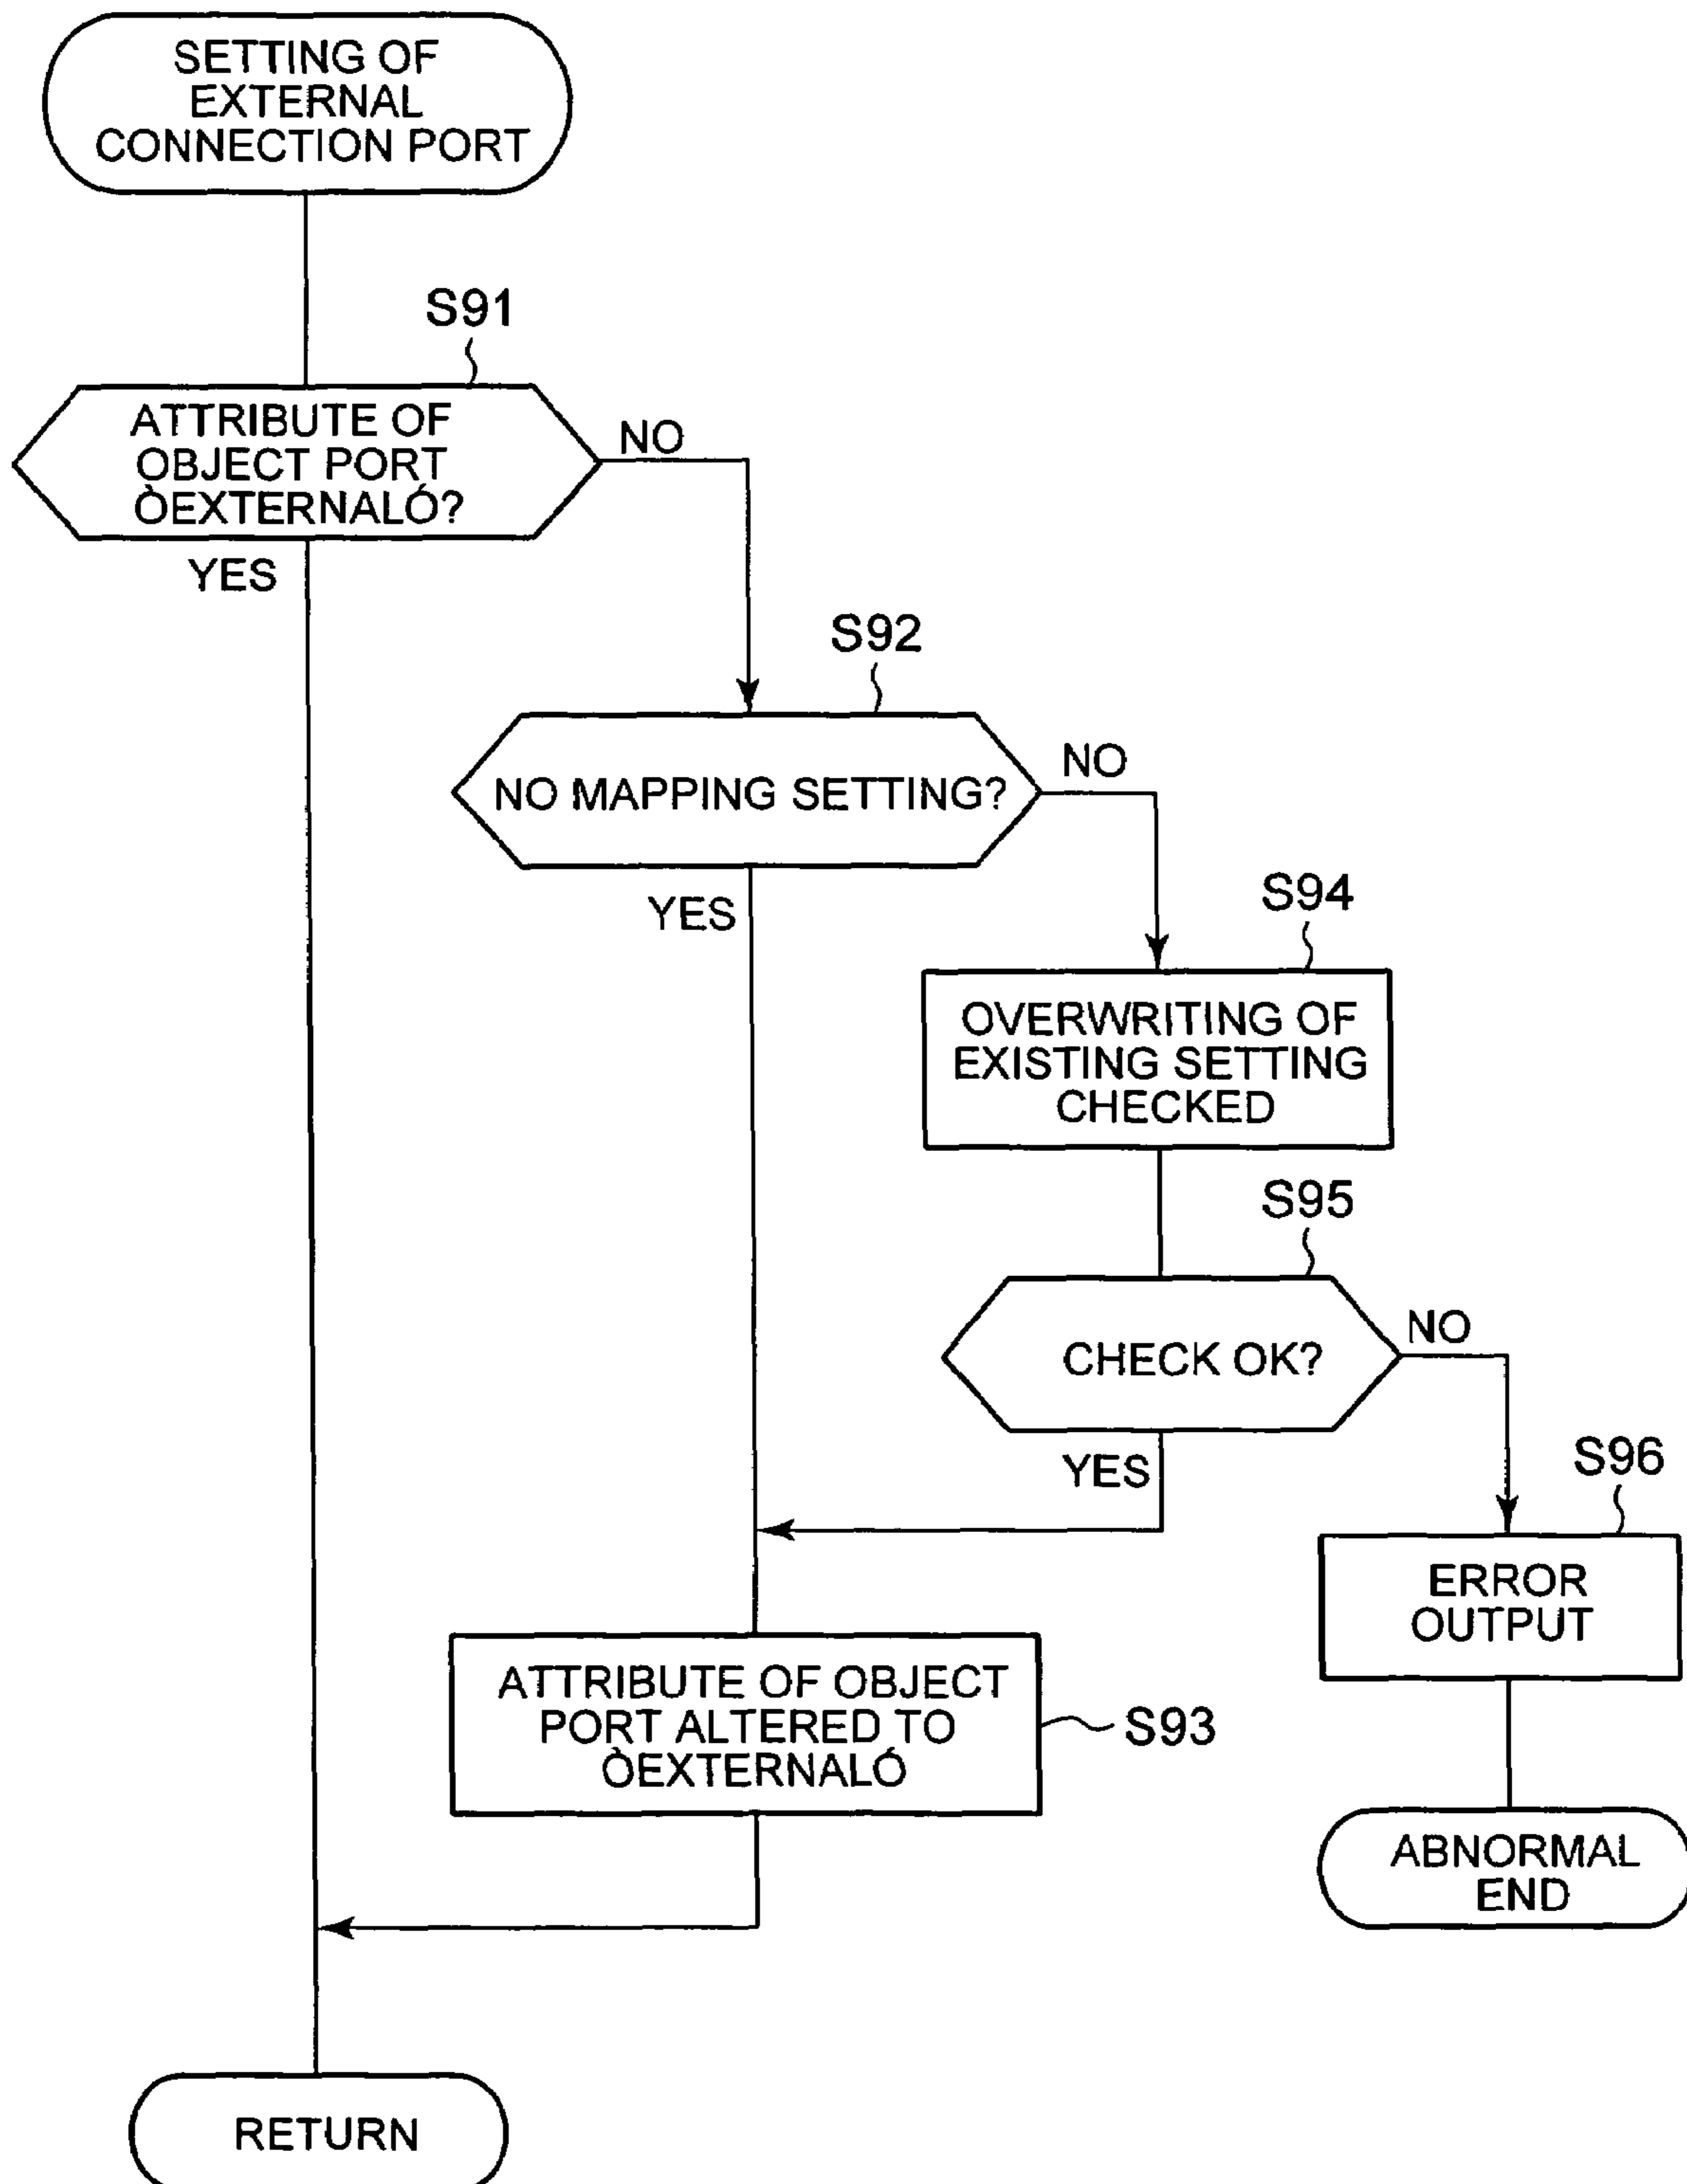 SETTING OF
EXTERNAL
CONNECTION PORT
S91
ATTRIBUTE OF
OBJECT PORT
ÒEXTERNALÓ?
NO
YES
S92
NO MAPPING SETTING?
NO
YES
S94
OVERWRITING OF
EXISTING SETTING
CHECKED
S95
CHECK OK?
NO
YES
S96
ERROR
OUTPUT
ATTRIBUTE OF OBJECT
PORT ALTERED TO
ÒEXTERNALÓ
S93
ABNORMAL
END
RETURN